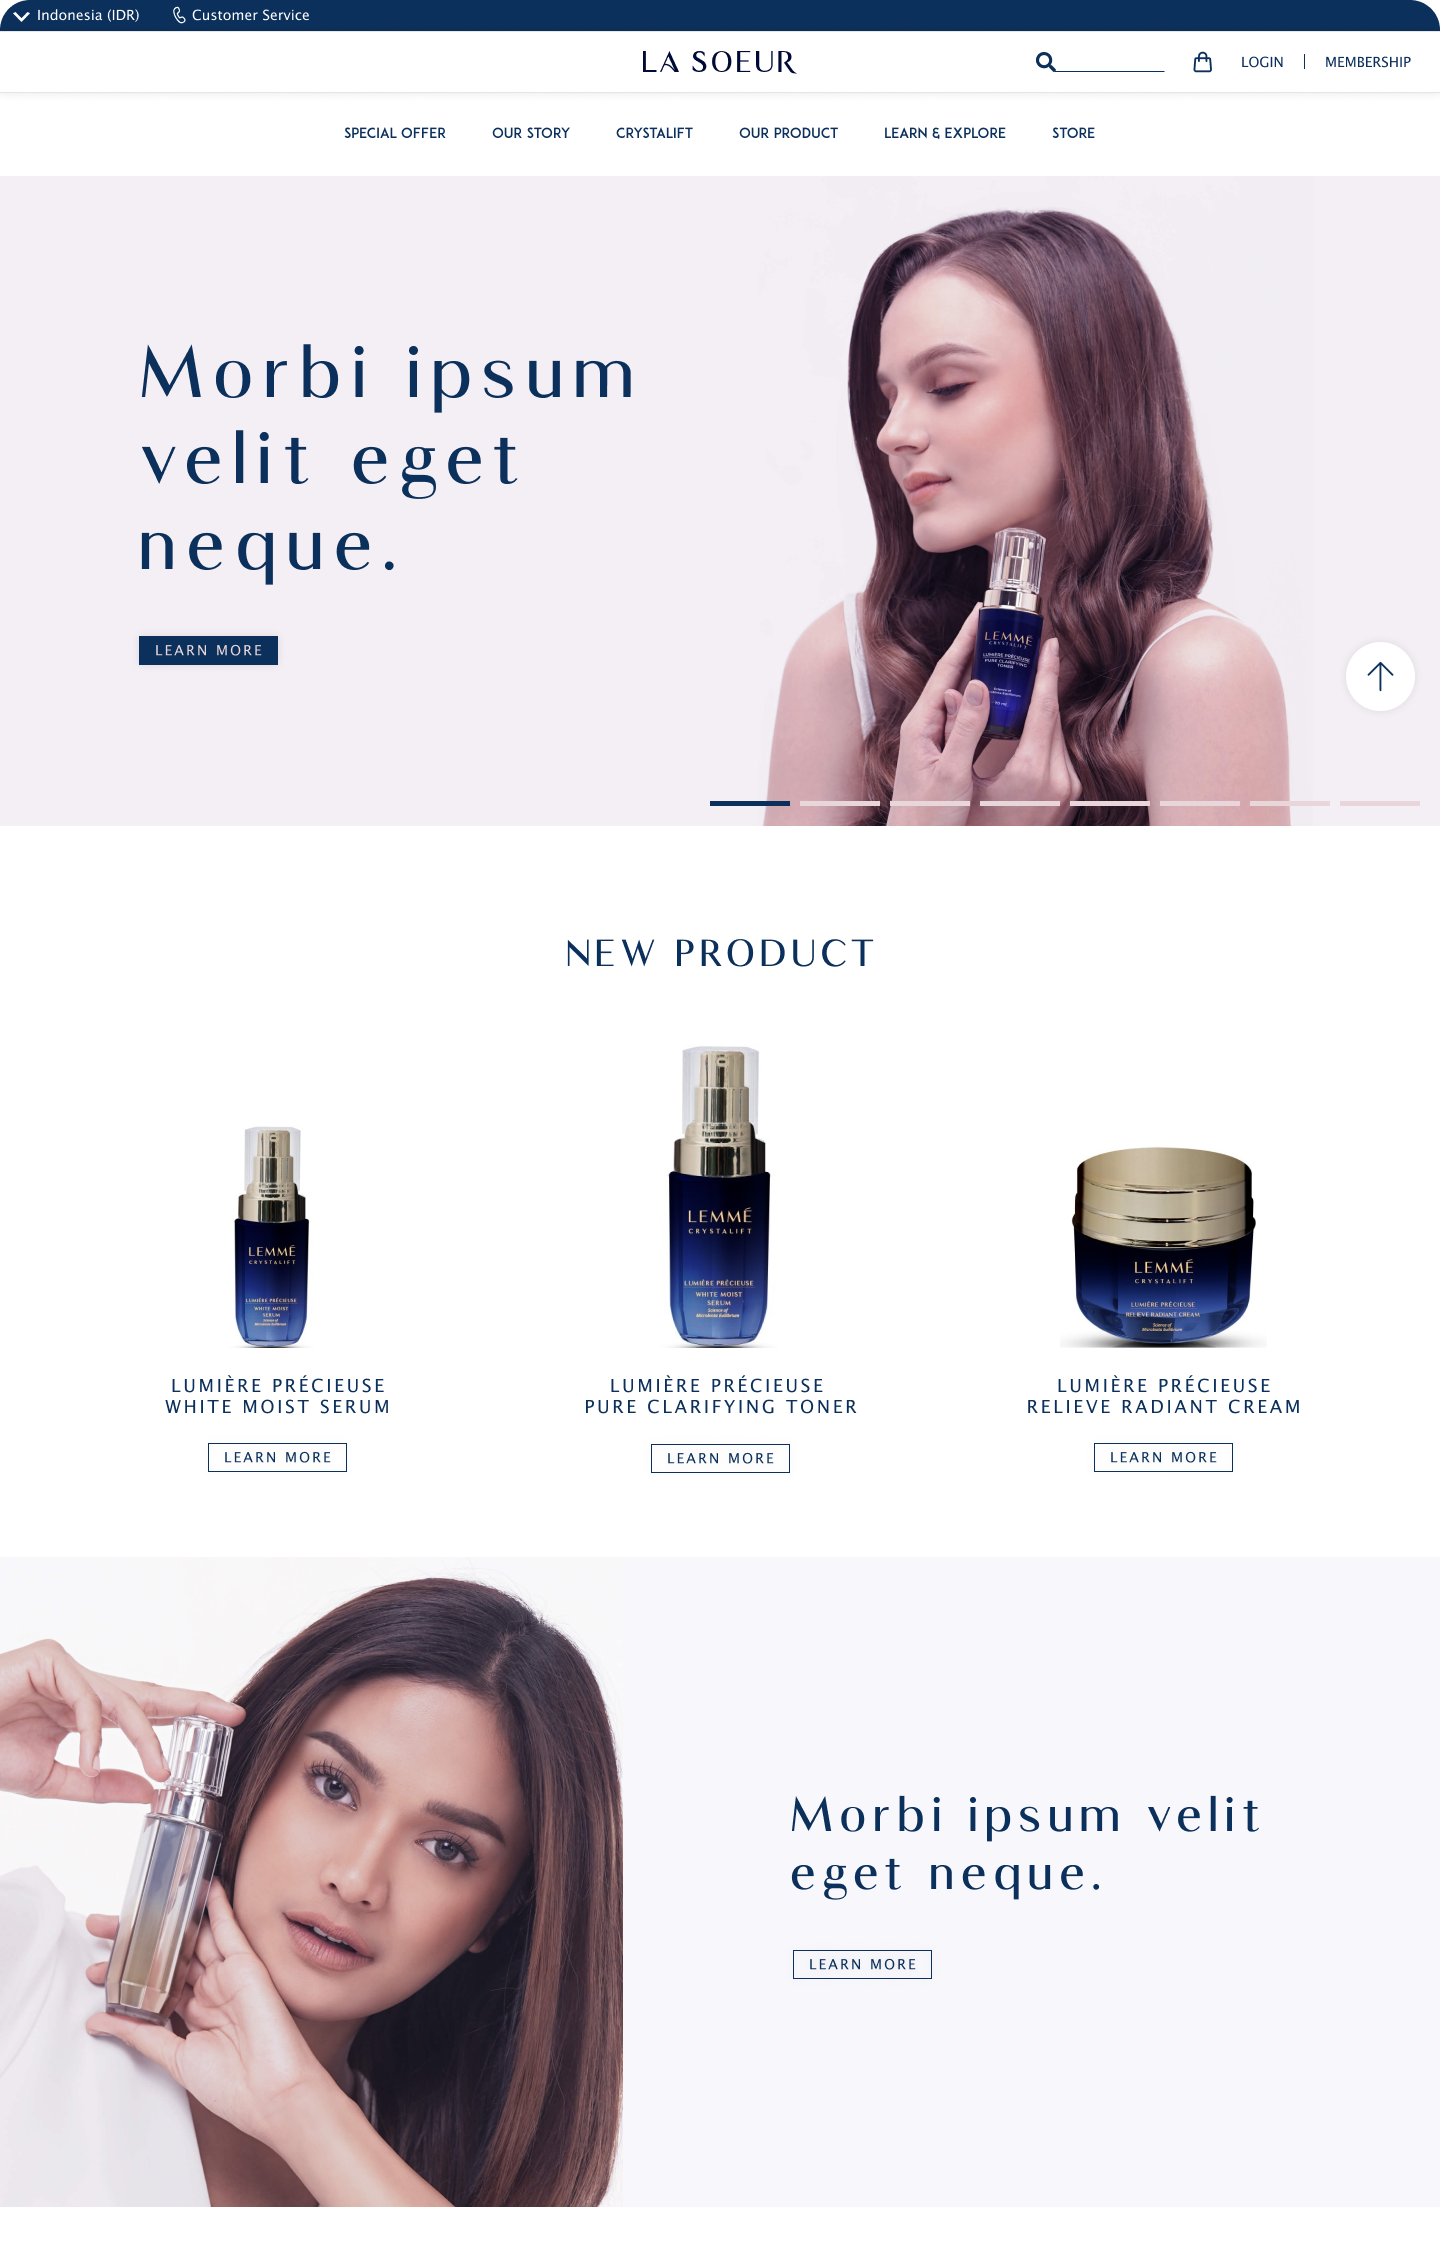 Indonesia (IDR)
Customer Service
LA SOEUR
LOGIN
MEMBERSHIP
SPECIAL OFFER
OUR STORY
CRYSTALIFT
OUR PRODUCT
LEARN & EXPLORE
STORE
Morbi ipsum
velit eget
neque.
LEARN MORE
LEMMÉ
CRYSTALIFT
LUMIÈRE PRÉCIEUSE
PURE CLARIFYING
TONER
NEW PRODUCT
LEMMÉ
CRYSTALIFT
LUMIÈRE PRÉCIEUSE
WHITE MOIST
SERUM
Science of
LUMIÈRE PRÉCIEUSE
WHITE MOIST SERUM
LEARN MORE
LEMMÉ
CRYSTALIFT
LUMIÈRE PRÉCIEUSE
WHITE MOIST
SERUM
Science of
LUMIÈRE PRÉCIEUSE
PURE CLARIFYING TONER
LEARN MORE
LEMMÉ
CRYSTALIFT
LUMIÈRE PRÉCIEUSE
RELIEVE RADIANT CREAM
Science of
LUMIÈRE PRÉCIEUSE
RELIEVE RADIANT CREAM
LEARN MORE
Morbi ipsum velit
eget neque.
LEARN MORE